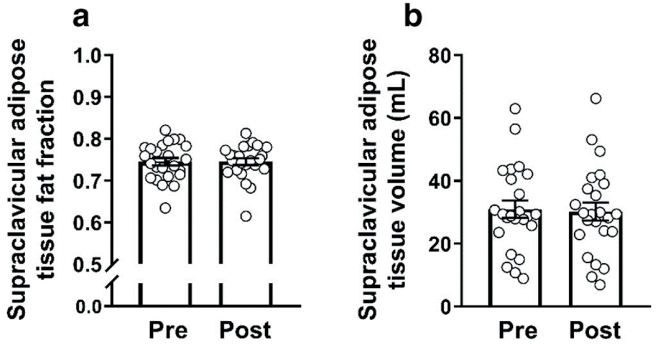 a
Supraclavicular adipose
tissue fat fraction
1.0
0.9
0.8
0.7
0.6
0.5
0.0
Pre
Post
b
Supraclavicular adipose
tissue volume (mL)
80
60
40
20
0
Pre
Post